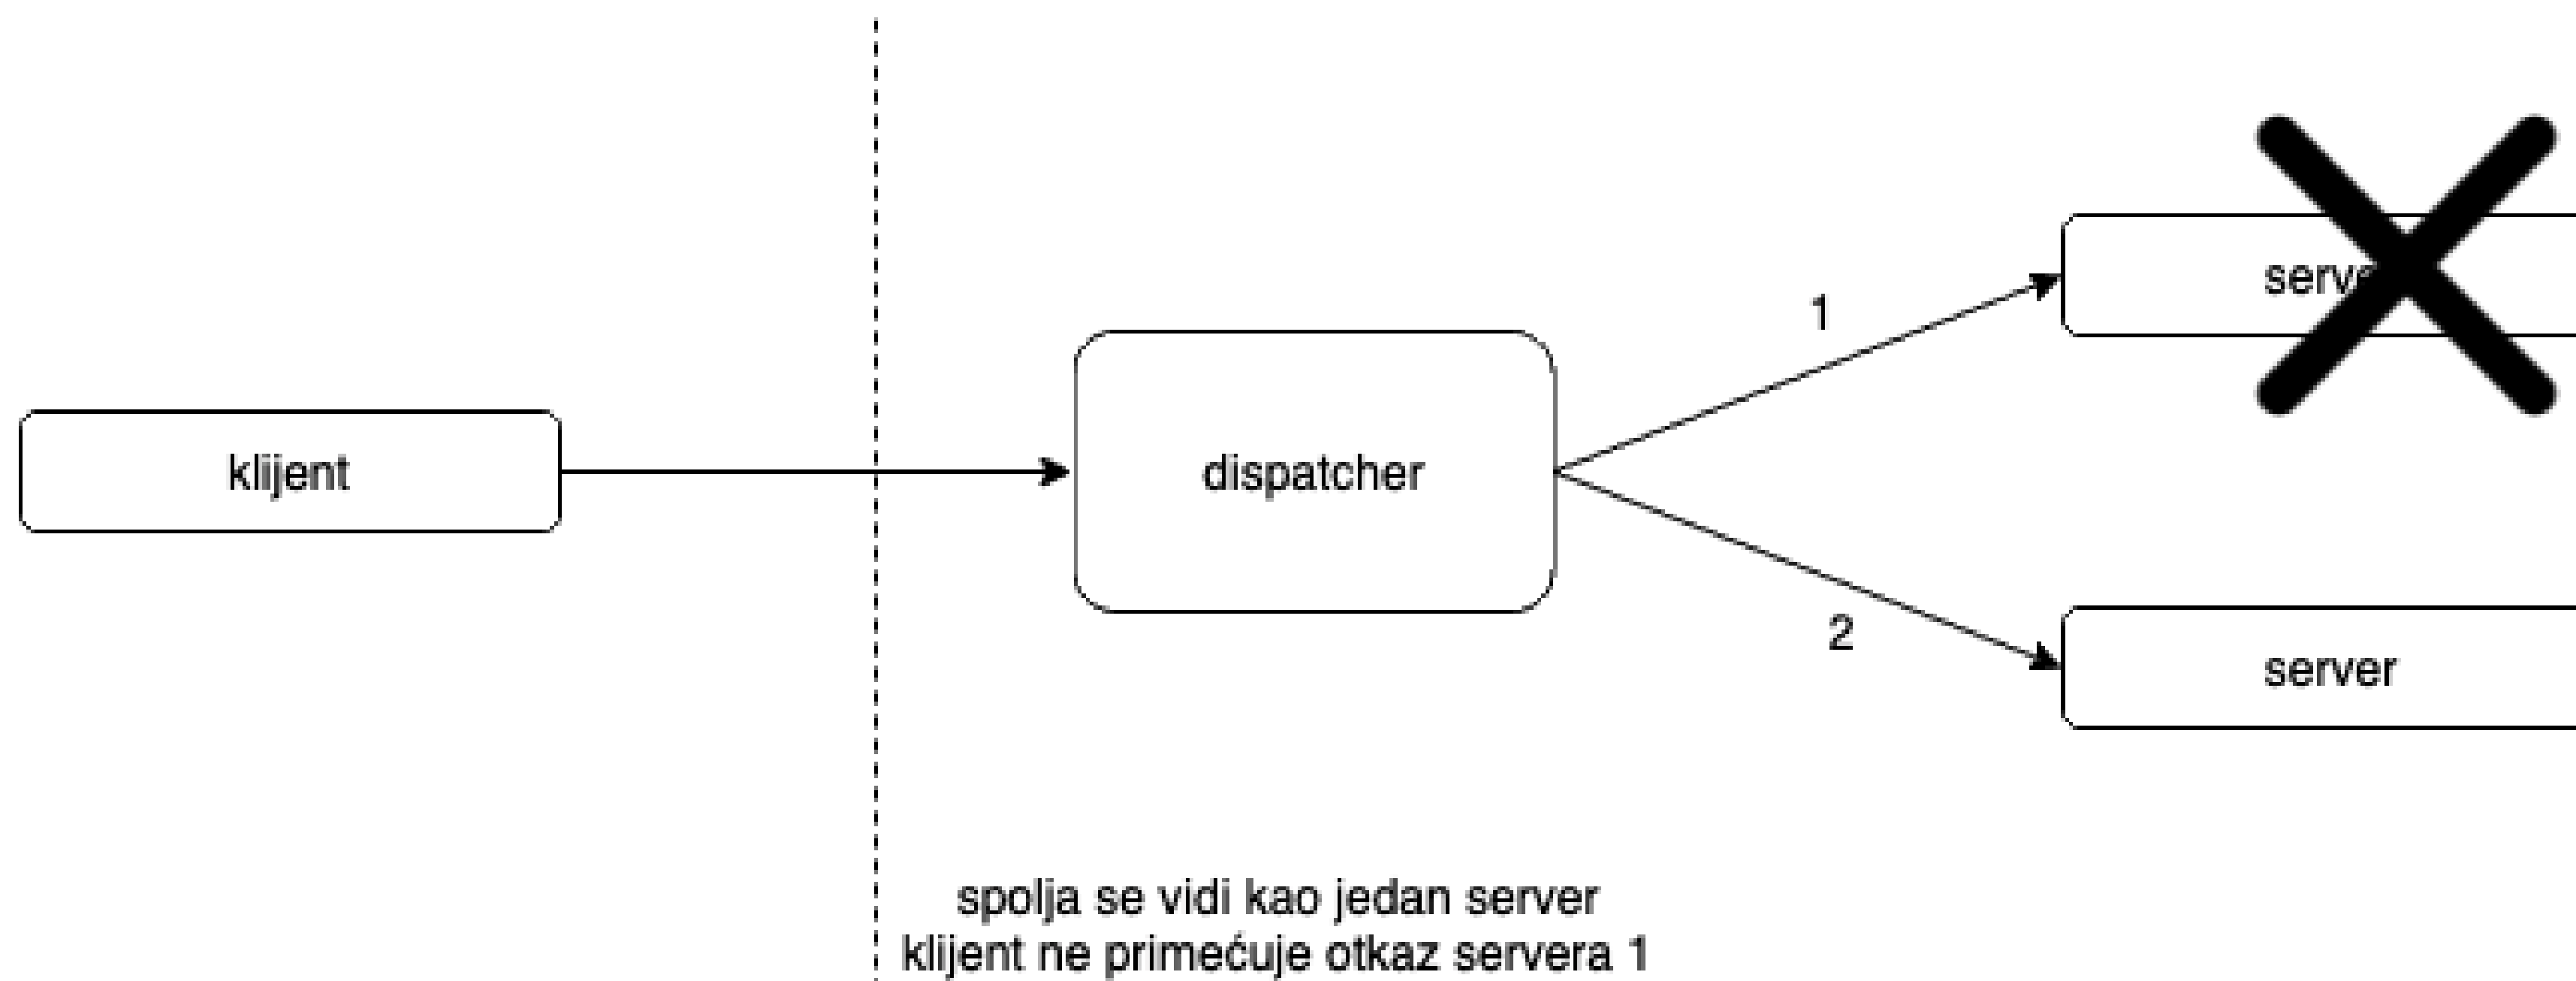 1
klijent
dispatcher
2
server
spolja se vidi kao jedan server
klijent ne primećuje otkaz servera 1